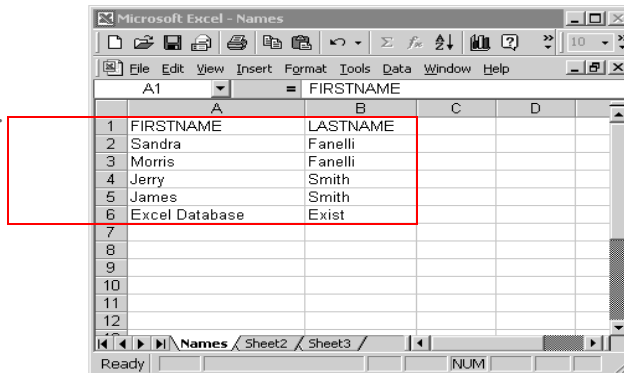 Microsoft Excel - Names
Σ fx 10
File Edit View Insert Format Tools Data Window Help
A1 = FIRSTNAME
A B C D
1 FIRSTNAME LASTNAME
2 Sandra Fanelli
3 Morris Fanelli
4 Jerry Smith
5 James Smith
6 Excel Database Exist
7
8
9
10
11
12
Names Sheet2 Sheet3
Ready NUM